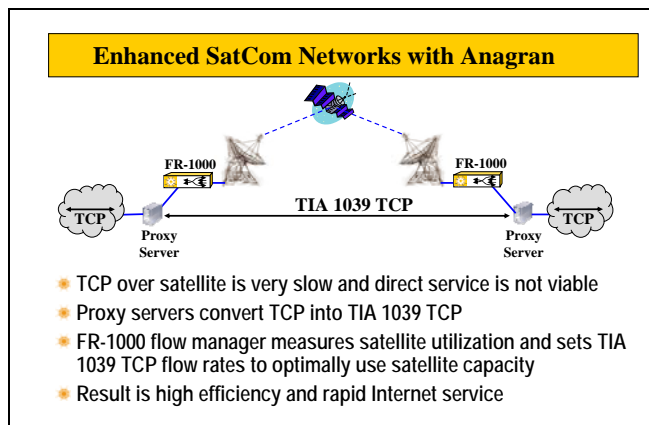 Enhanced SatCom Networks with Anagran
FR-1000
FR-1000
TIA 1039 TCP
TCP
TCP
Proxy
Server
Proxy
Server
TCP over satellite is very slow and direct service is not viable
Proxy servers convert TCP into TIA 1039 TCP
FR-1000 flow manager measures satellite utilization and sets TIA
1039 TCP flow rates to optimally use satellite capacity
Result is high efficiency and rapid Internet service